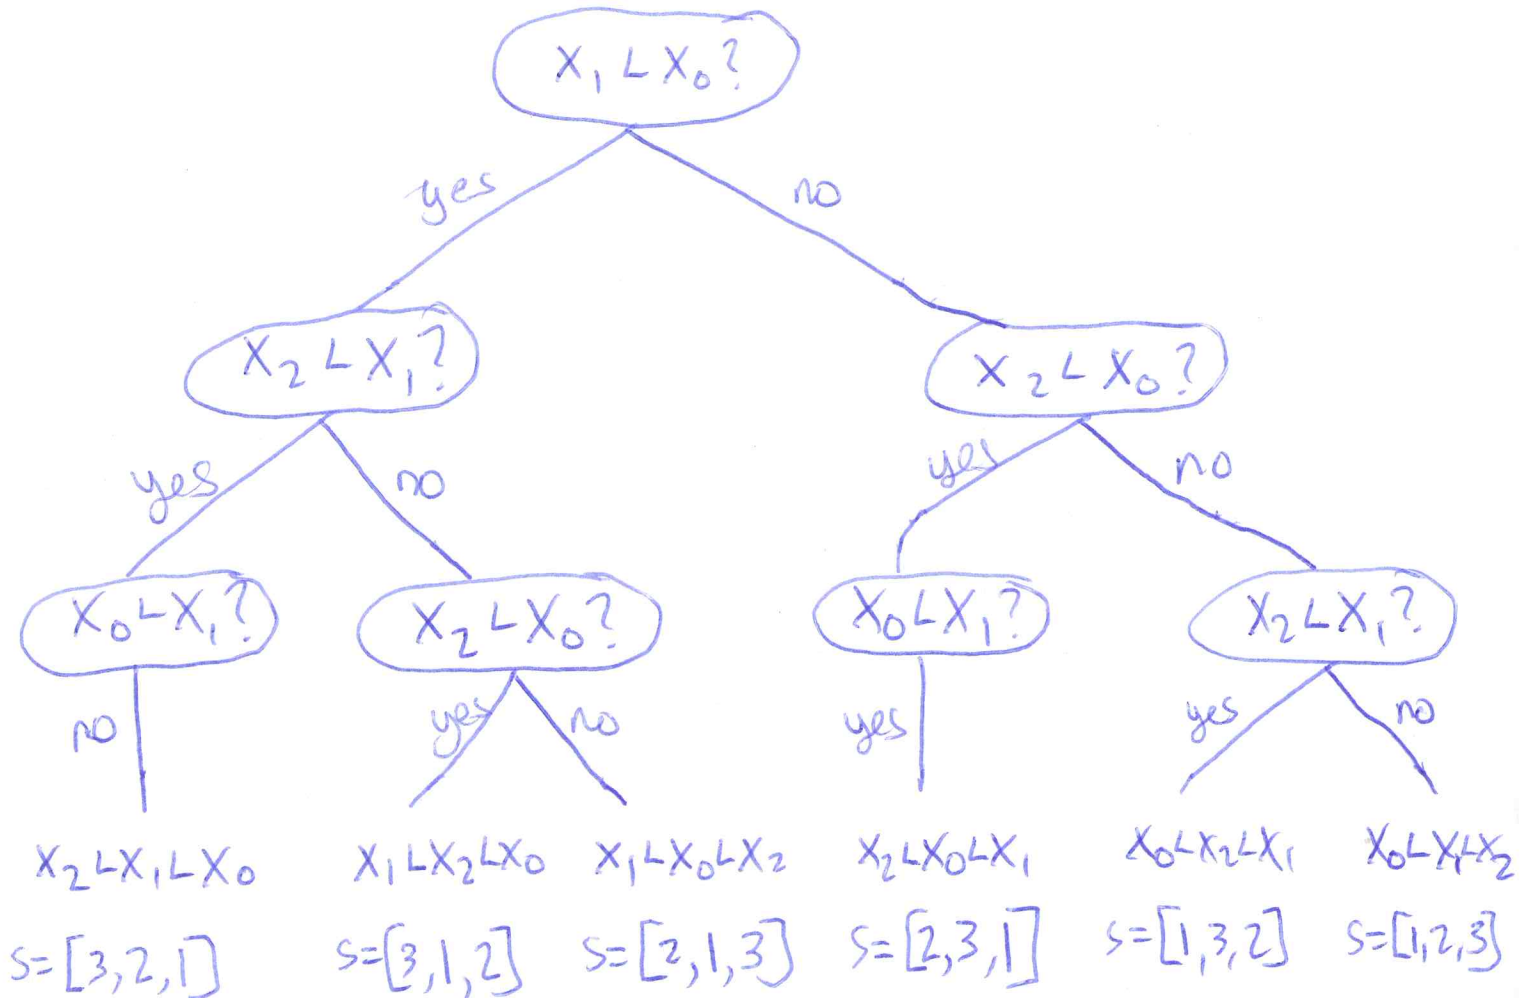 X₁ < X₀?
yes no
X₂ < X₁? X₂ < X₀?
yes no yes no
X₀ < X₁? X₂ < X₀? X₀ < X₁? X₂ < X₁?
no yes no yes yes no
X₂ < X₁ < X₀ X₁ < X₂ < X₀ X₁ < X₀ < X₂ X₂ < X₀ < X₁ X₀ < X₂ < X₁ X₀ < X₁ < X₂
S=[3,2,1] S=[3,1,2] S=[2,1,3] S=[2,3,1] S=[1,3,2] S=[1,2,3]